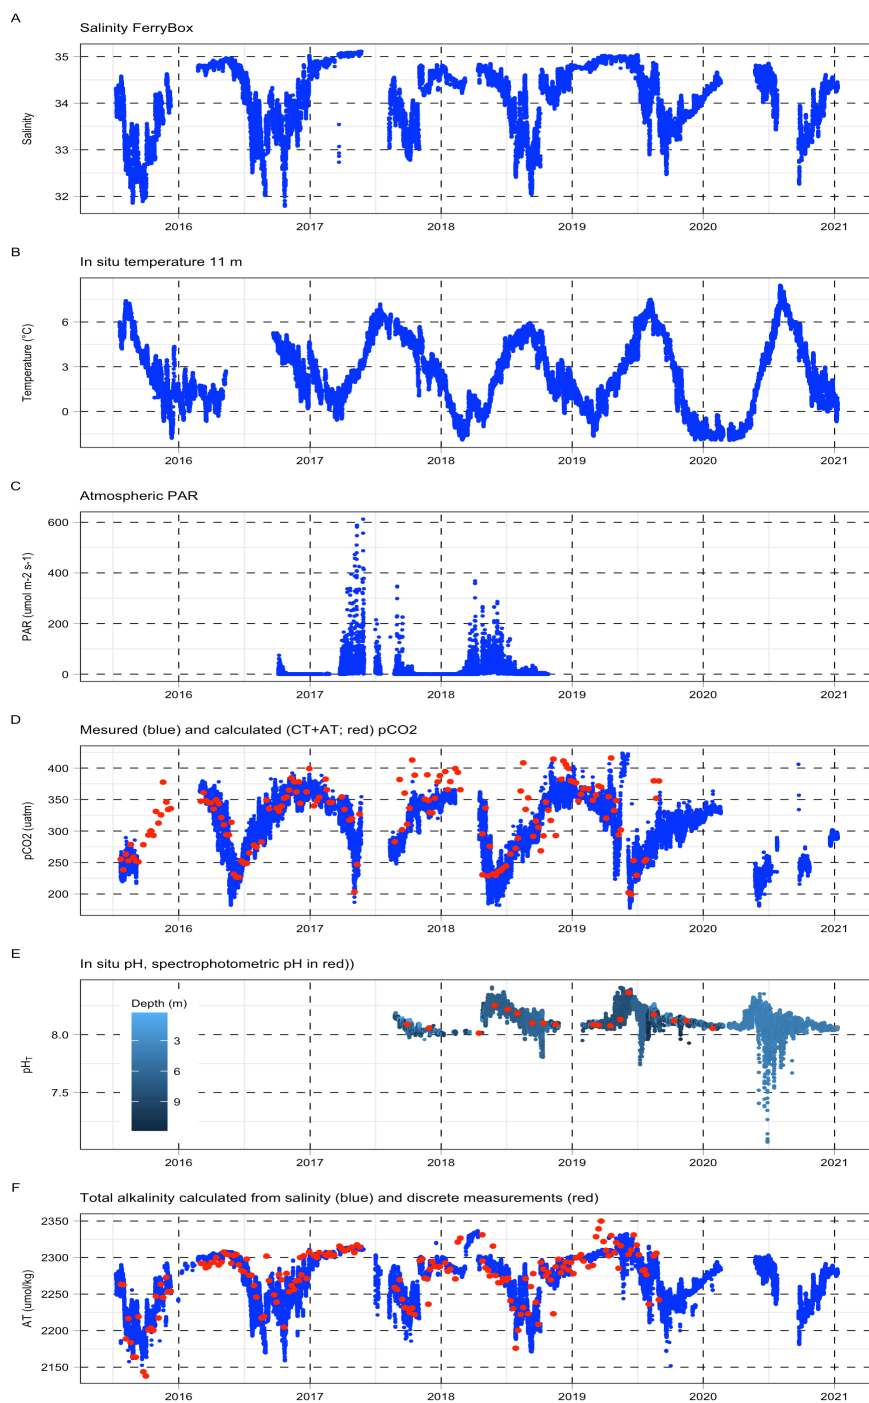 A
Salinity FerryBox
35
34
33
32
Salinity
2016 2017 2018 2019 2020 2021
B
In situ temperature 11 m
6
3
0
Temperature (°C)
2016 2017 2018 2019 2020 2021
C
Atmospheric PAR
600
400
200
0
PAR (umol m-2 s-1)
2016 2017 2018 2019 2020 2021
D
Mesured (blue) and calculated (CT+AT; red) pCO2
400
350
300
250
200
pCO2 (uatm)
2016 2017 2018 2019 2020 2021
E
In situ pH, spectrophotometric pH in red))
Depth (m)
3
6
9
8.0
7.5
pHT
2016 2017 2018 2019 2020 2021
F
Total alkalinity calculated from salinity (blue) and discrete measurements (red)
2350
2300
2250
2200
2150
AT (umol/kg)
2016 2017 2018 2019 2020 2021